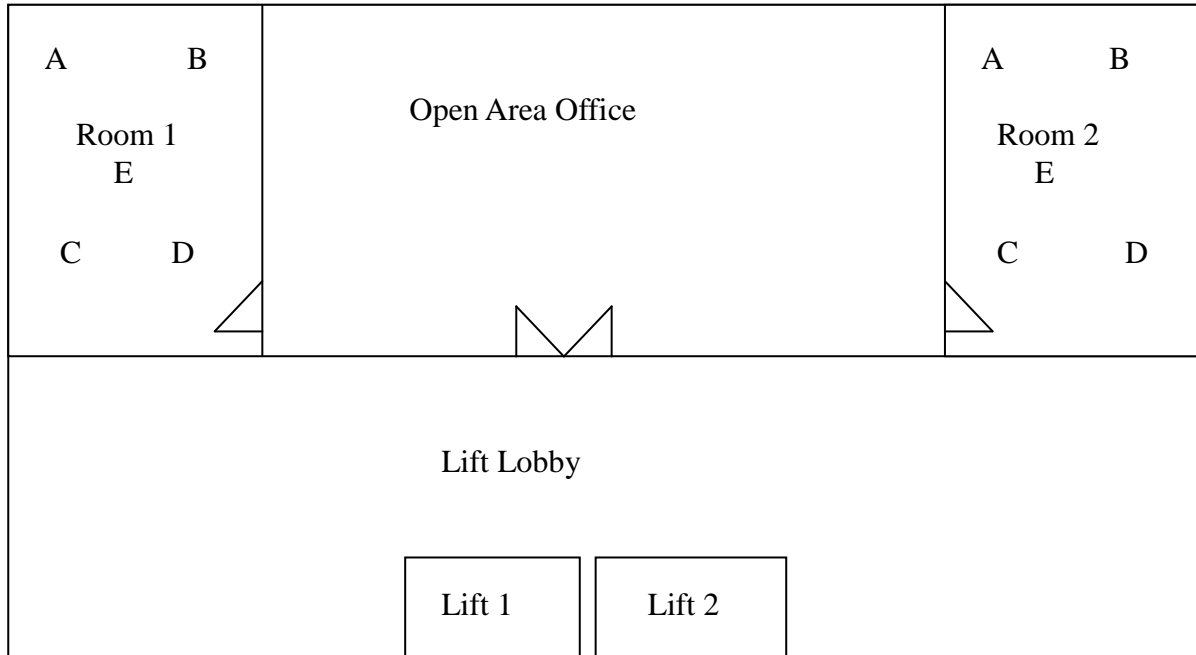 A B
Room 1
E
C D
Open Area Office
A B
Room 2
E
C D
Lift Lobby
Lift 1
Lift 2